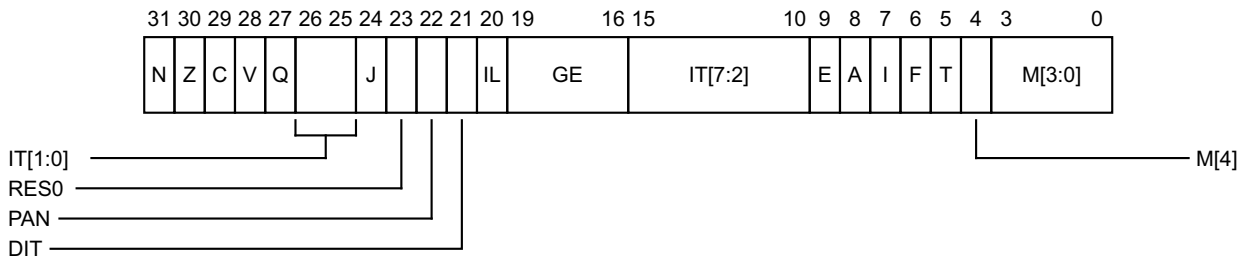 31 30 29 28 27 26 25 24 23 22 21 20 19 16 15 10 9 8 7 6 5 4 3 0
N Z C V Q J IL GE IT[7:2] E A I F T M[3:0]
IT[1:0] M[4]
RES0
PAN
DIT